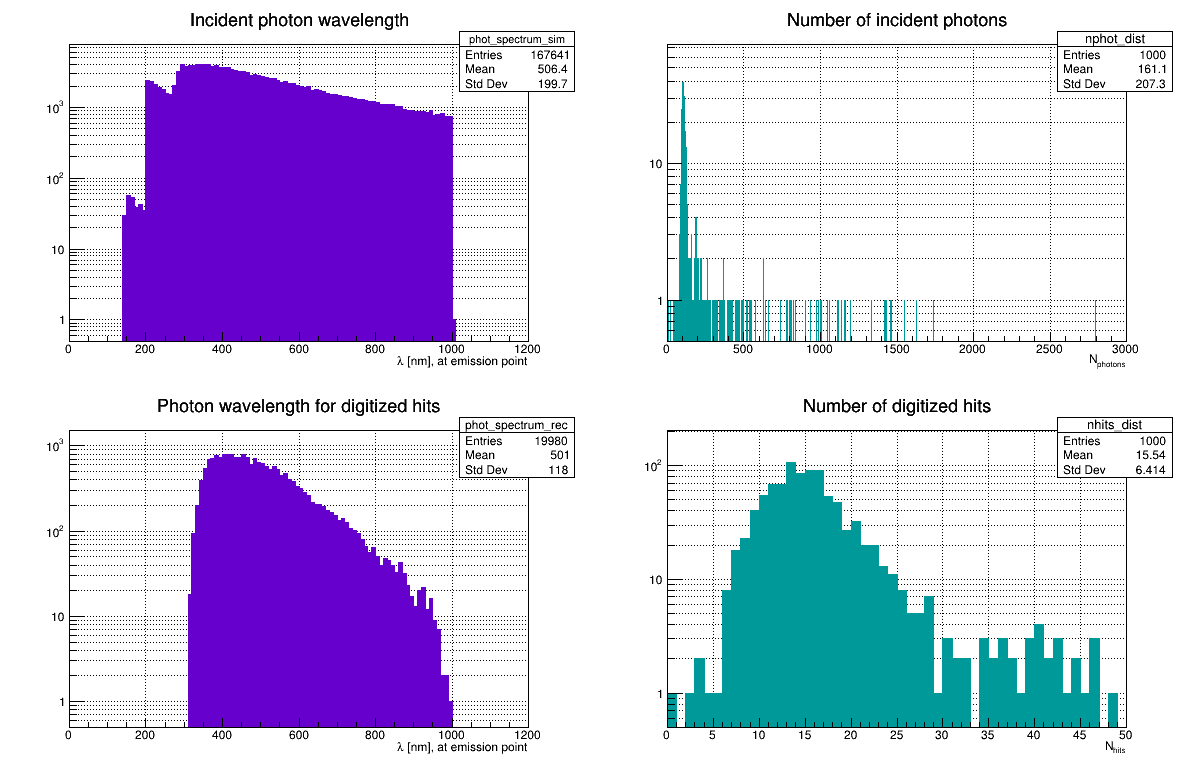 Incident photon wavelength
phot_spectrum_sim
Entries 167641
Mean 506.4
Std Dev 199.7
10³
10²
10
1
0 200 400 600 800 1000 1200
λ [nm], at emission point
Number of incident photons
nphot_dist
Entries 1000
Mean 161.1
Std Dev 207.3
10
1
0 500 1000 1500 2000 2500 3000
Nphotons
Photon wavelength for digitized hits
phot_spectrum_rec
Entries 19980
Mean 501
Std Dev 118
10³
10²
10
1
0 200 400 600 800 1000 1200
λ [nm], at emission point
Number of digitized hits
nhits_dist
Entries 1000
Mean 15.54
Std Dev 6.414
10²
10
1
0 5 10 15 20 25 30 35 40 45 50
Nhits